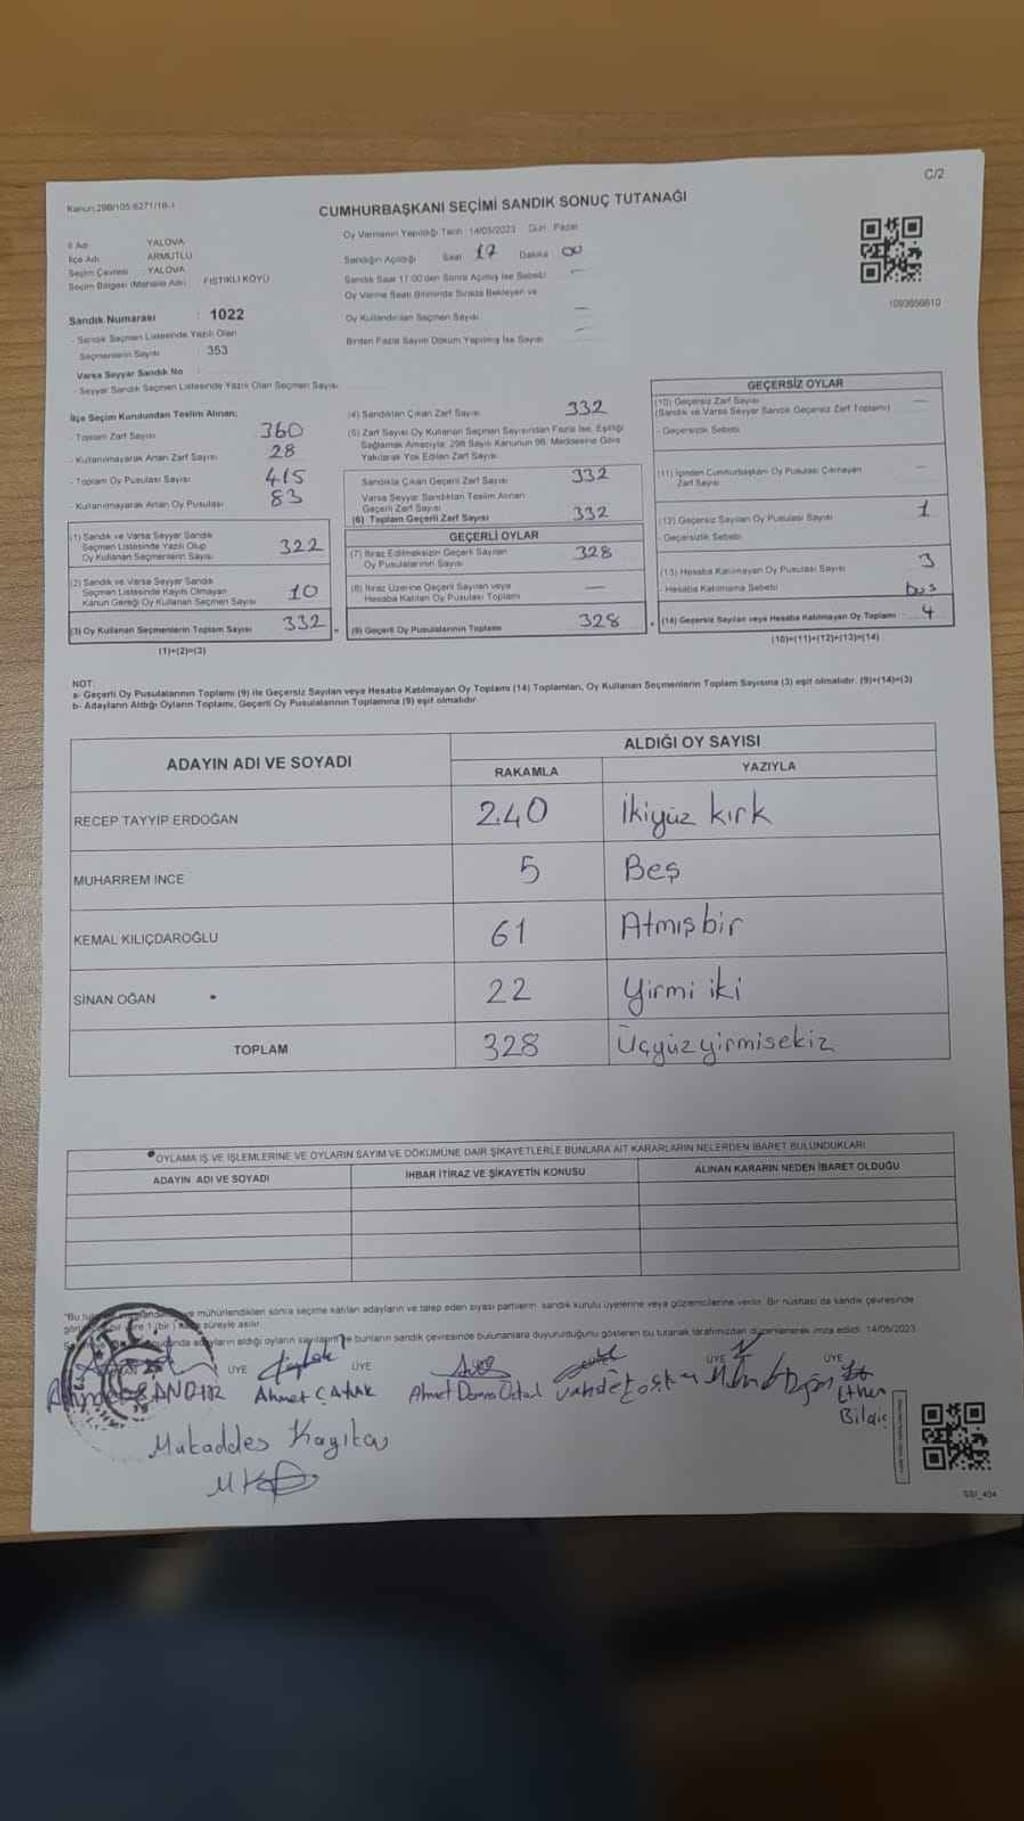 C/2
Kanun:298/105-6271/16-1
CUMHURBAŞKANI SEÇİMİ SANDIK SONUÇ TUTANAĞI
İl Adı YALOVA
İlçe Adı ARMUTLU
Seçim Çevresi YALOVA
Seçim Bölgesi (Mahalle Adı) FISTIKLI KÖYÜ
Sandık Numarası : 1022
- Sandık Seçmen Listesinde Yazılı Olan
Seçmenlerin Sayısı : 353
Varsa Seyyar Sandık No
- Seyyar Sandık Seçmen Listesinde Yazılı Olan Seçmen Sayısı
Oy Vermenin Yapıldığı Tarih : 14/05/2023 Gün : Pazar
Sandığın Açıldığı Saat 17 Dakika 00
Sandık Saat 17:00'den Sonra Açılmış İse Sebebi —
Oy Verme Saati Bitiminde Sırada Bekleyen ve
Oy Kullandırılan Seçmen Sayısı —
Birden Fazla Sayım Döküm Yapılmış İse Sayısı —
1093656610
İlçe Seçim Kurulundan Teslim Alınan;
- Toplam Zarf Sayısı 360
- Kullanılmayarak Artan Zarf Sayısı 28
- Toplam Oy Pusulası Sayısı 415
- Kullanılmayarak Artan Oy Pusulası 83
(1) Sandık ve Varsa Seyyar Sandık
Seçmen Listesinde Yazılı Olup
Oy Kullanan Seçmenlerin Sayısı 322
(2) Sandık ve Varsa Seyyar Sandık
Seçmen Listesinde Kayıtlı Olmayan
Kanun Gereği Oy Kullanan Seçmen Sayısı 10
(3) Oy Kullanan Seçmenlerin Toplam Sayısı 332
(1)+(2)=(3)
(4) Sandıktan Çıkan Zarf Sayısı 332
(5) Zarf Sayısı Oy Kullanan Seçmen Sayısından Fazla İse, Eşitliği
Sağlamak Amacıyla; 298 Sayılı Kanunun 98. Maddesine Göre
Yakılarak Yok Edilen Zarf Sayısı
Sandıkta Çıkan Geçerli Zarf Sayısı 332
Varsa Seyyar Sandıktan Teslim Alınan
Geçerli Zarf Sayısı
(6) Toplam Geçerli Zarf Sayısı 332
GEÇERLİ OYLAR
(7) İtiraz Edilmeksizin Geçerli Sayılan
Oy Pusulalarının Sayısı 328
(8) İtiraz Üzerine Geçerli Sayılan veya
Hesaba Katılan Oy Pusulası Toplamı —
(9) Geçerli Oy Pusulalarının Toplamı 328
GEÇERSİZ OYLAR
(10) Geçersiz Zarf Sayısı —
(Sandık ve Varsa Seyyar Sandık Geçersiz Zarf Toplamı)
- Geçersizlik Sebebi
(11) İçinden Cumhurbaşkanı Oy Pusulası Çıkmayan
Zarf Sayısı —
(12) Geçersiz Sayılan Oy Pusulası Sayısı 1
- Geçersizlik Sebebi
(13) Hesaba Katılmayan Oy Pusulası Sayısı 3
- Hesaba Katılmama Sebebi boş
(14) Geçersiz Sayılan veya Hesaba Katılmayan Oy Toplamı 4
(10)+(11)+(12)+(13)=(14)
NOT:
a- Geçerli Oy Pusulalarının Toplamı (9) ile Geçersiz Sayılan veya Hesaba Katılmayan Oy Toplamı (14) Toplamları, Oy Kullanan Seçmenlerin Toplam Sayısına (3) eşit olmalıdır. (9)+(14)=(3)
b- Adayların Aldığı Oyların Toplamı, Geçerli Oy Pusulalarının Toplamına (9) eşit olmalıdır
ADAYIN ADI VE SOYADI
ALDIĞI OY SAYISI
RAKAMLA YAZIYLA
RECEP TAYYİP ERDOĞAN 240 İkiyüz kırk
MUHARREM İNCE 5 Beş
KEMAL KILIÇDAROĞLU 61 Atmışbir
SİNAN OĞAN 22 Yirmi iki
TOPLAM 328 Üçyüzyirmisekiz
OYLAMA İŞ VE İŞLEMLERİNE VE OYLARIN SAYIM VE DÖKÜMÜNE DAİR ŞİKAYETLERLE BUNLARA AİT KARARLARIN NELERDEN İBARET BULUNDUKLARI
ADAYIN ADI VE SOYADI İHBAR İTİRAZ VE ŞİKAYETİN KONUSU ALINAN KARARIN NEDEN İBARET OLDUĞU
"Bu mühürlendikten sonra seçime katılan adayların ve talep eden siyasi partilerin sandık kurulu üyelerine veya gözlemcilerine verilir. Bir nüshası da sandık çevresinde
süreyle asılır.
adayların aldığı oyların sayıları ve bunların sandık çevresinde bulunanlara duyurulduğunu gösteren bu tutanak tarafımızdan düzenlenerek imza edildi. 14/05/2023
T.C.
ÜYE ÜYE ÜYE ÜYE
Ahmet Ahmet
Ethem
Bilgiç
Mukaddes Kayıkçı
SSI_404